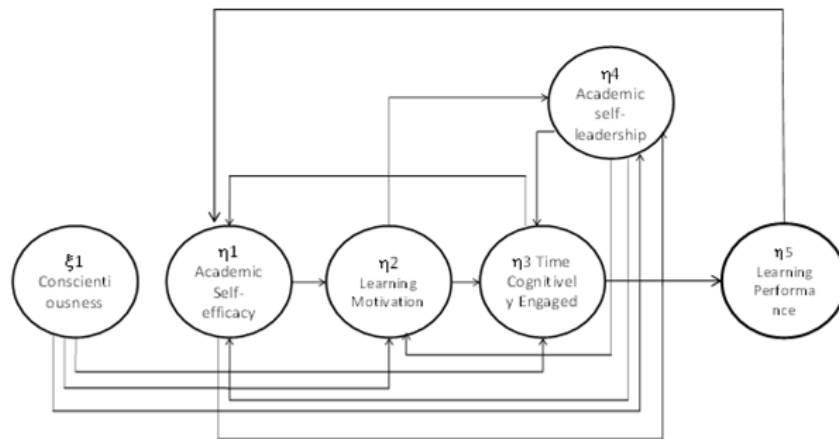 η4
Academic
self-
leadership
ξ1
Conscienti
ousness
η1
Academic
Self-
efficacy
η2
Learning
Motivation
η3 Time
Cognitivel
y Engaged
η5
Learning
Performa
nce